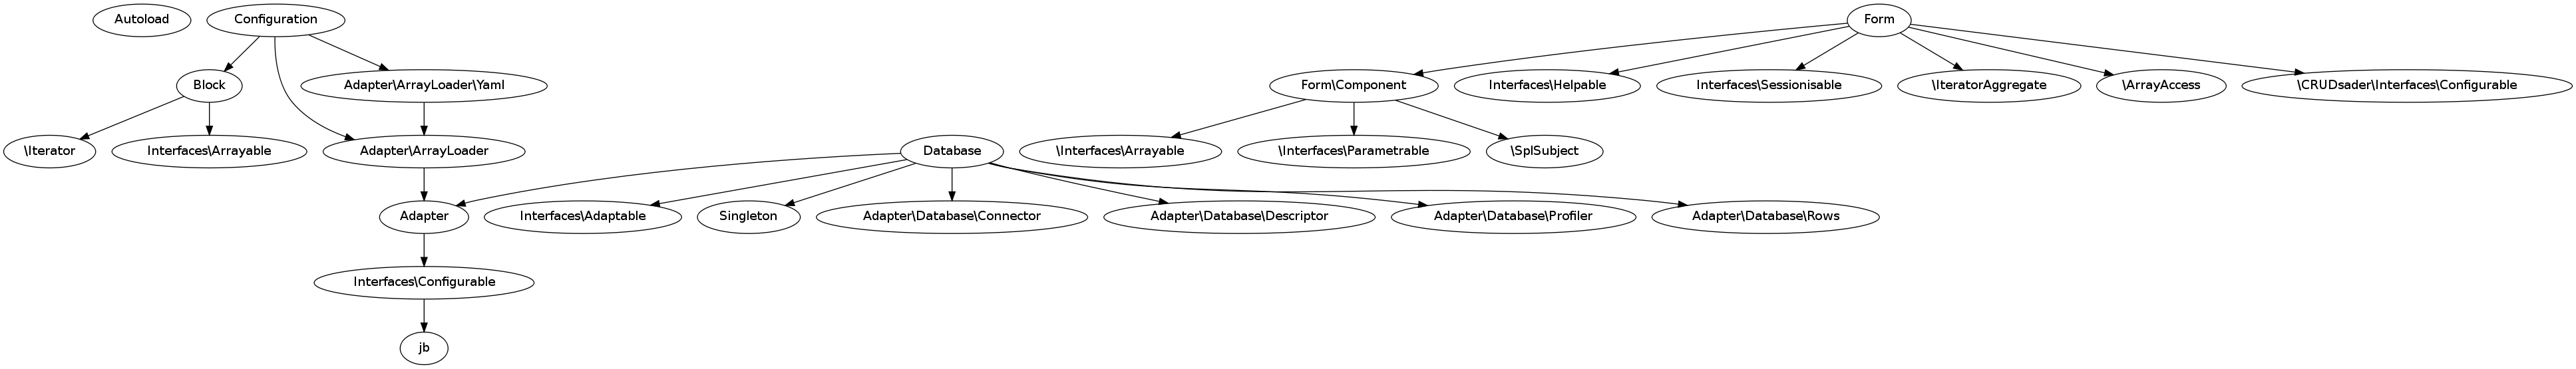 Autoload
Configuration
Form
Block
Adapter\ArrayLoader\Yaml
Form\Component
Interfaces\Helpable
Interfaces\Sessionisable
\IteratorAggregate
\ArrayAccess
\CRUDsader\Interfaces\Configurable
\Iterator
Interfaces\Arrayable
Adapter\ArrayLoader
Database
\Interfaces\Arrayable
\Interfaces\Parametrable
\SplSubject
Adapter
Interfaces\Adaptable
Singleton
Adapter\Database\Connector
Adapter\Database\Descriptor
Adapter\Database\Profiler
Adapter\Database\Rows
Interfaces\Configurable
jb